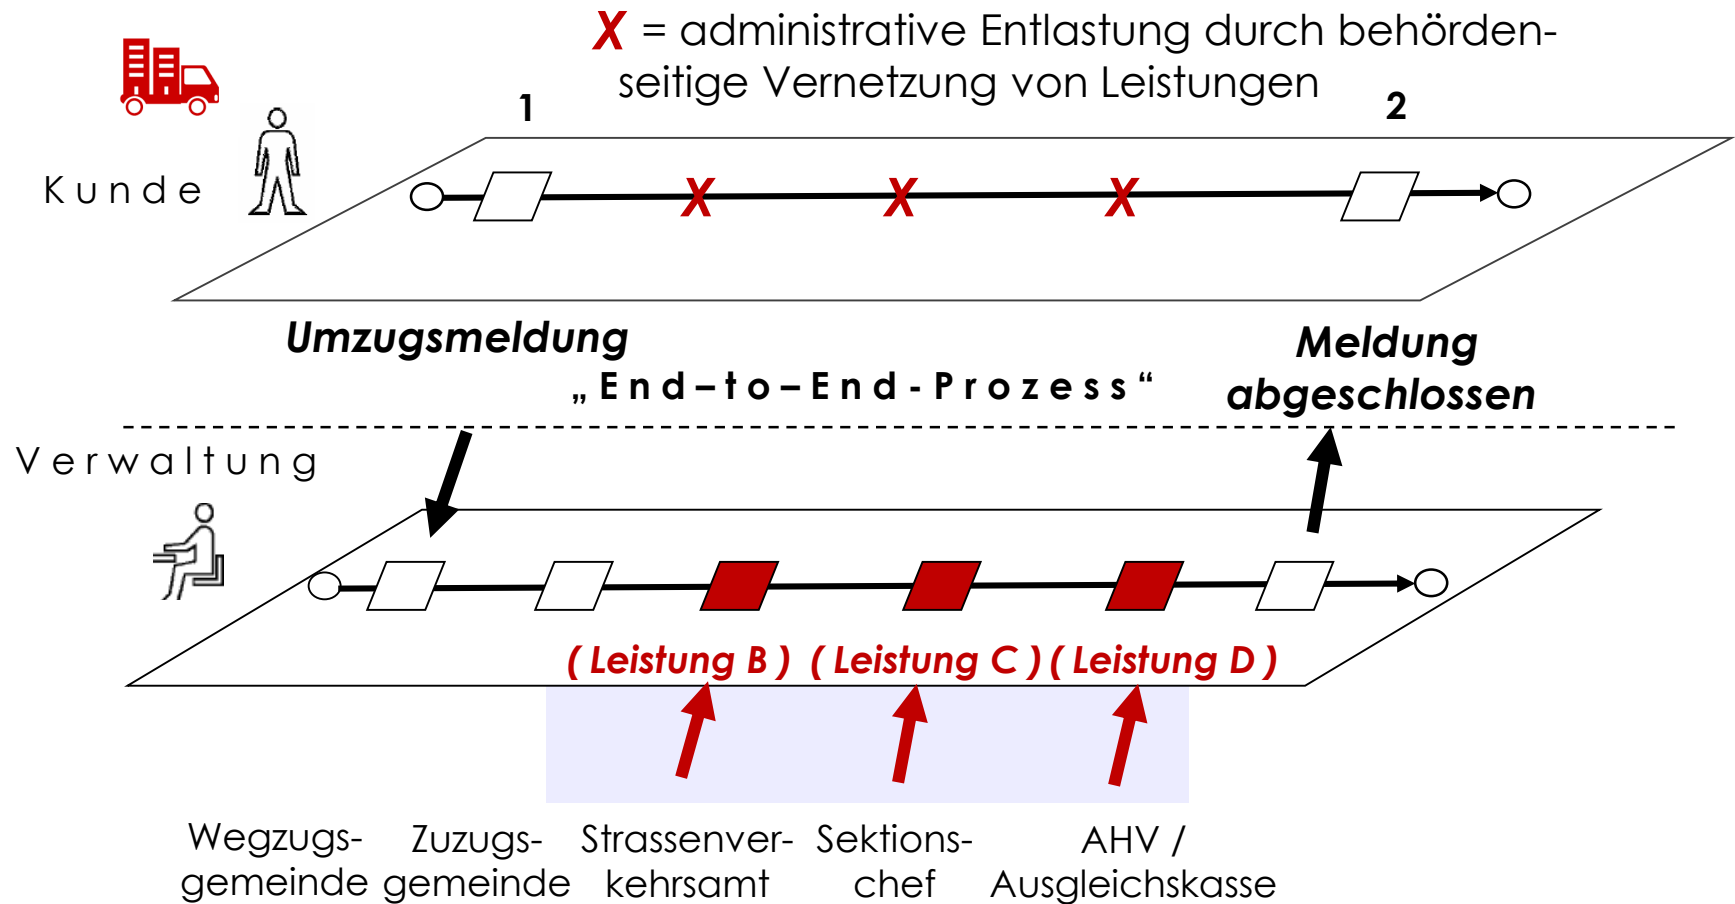 X = administrative Entlastung durch behörden-
seitige Vernetzung von Leistungen
1
2
Kunde
X X X
Umzugsmeldung
Meldung
abgeschlossen
„End–to–End-Prozess“
Verwaltung
( Leistung B ) ( Leistung C ) ( Leistung D )
Wegzugs-
gemeinde
Zuzugs-
gemeinde
Strassenver-
kehrsamt
Sektions-
chef
AHV /
Ausgleichskasse